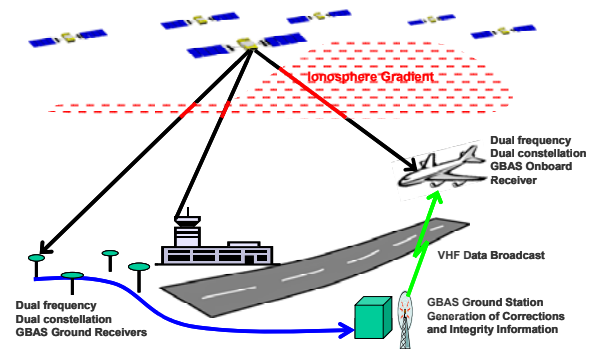 Ionosphere Gradient
Dual frequency
Dual constellation
GBAS Onboard
Receiver
VHF Data Broadcast
Dual frequency
Dual constellation
GBAS Ground Receivers
GBAS Ground Station
Generation of Corrections
and Integrity Information